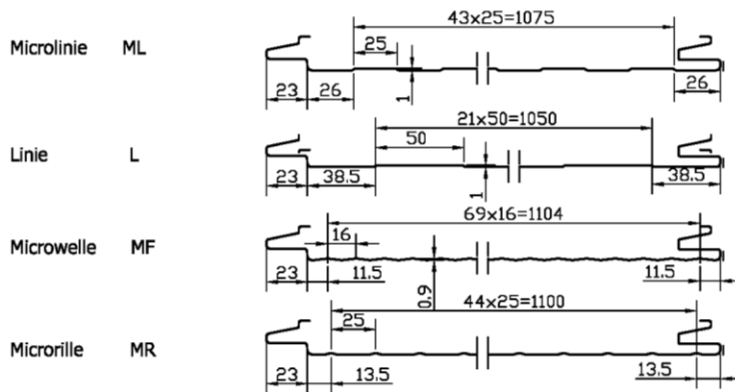 43x25=1075
Microlinie ML
25
23
26
1
26
21x50=1050
Linie L
50
23
38.5
1
38.5
69x16=1104
Microwelle MF
16
23
11.5
0.9
11.5
44x25=1100
25
Microrille MR
23
13.5
13.5